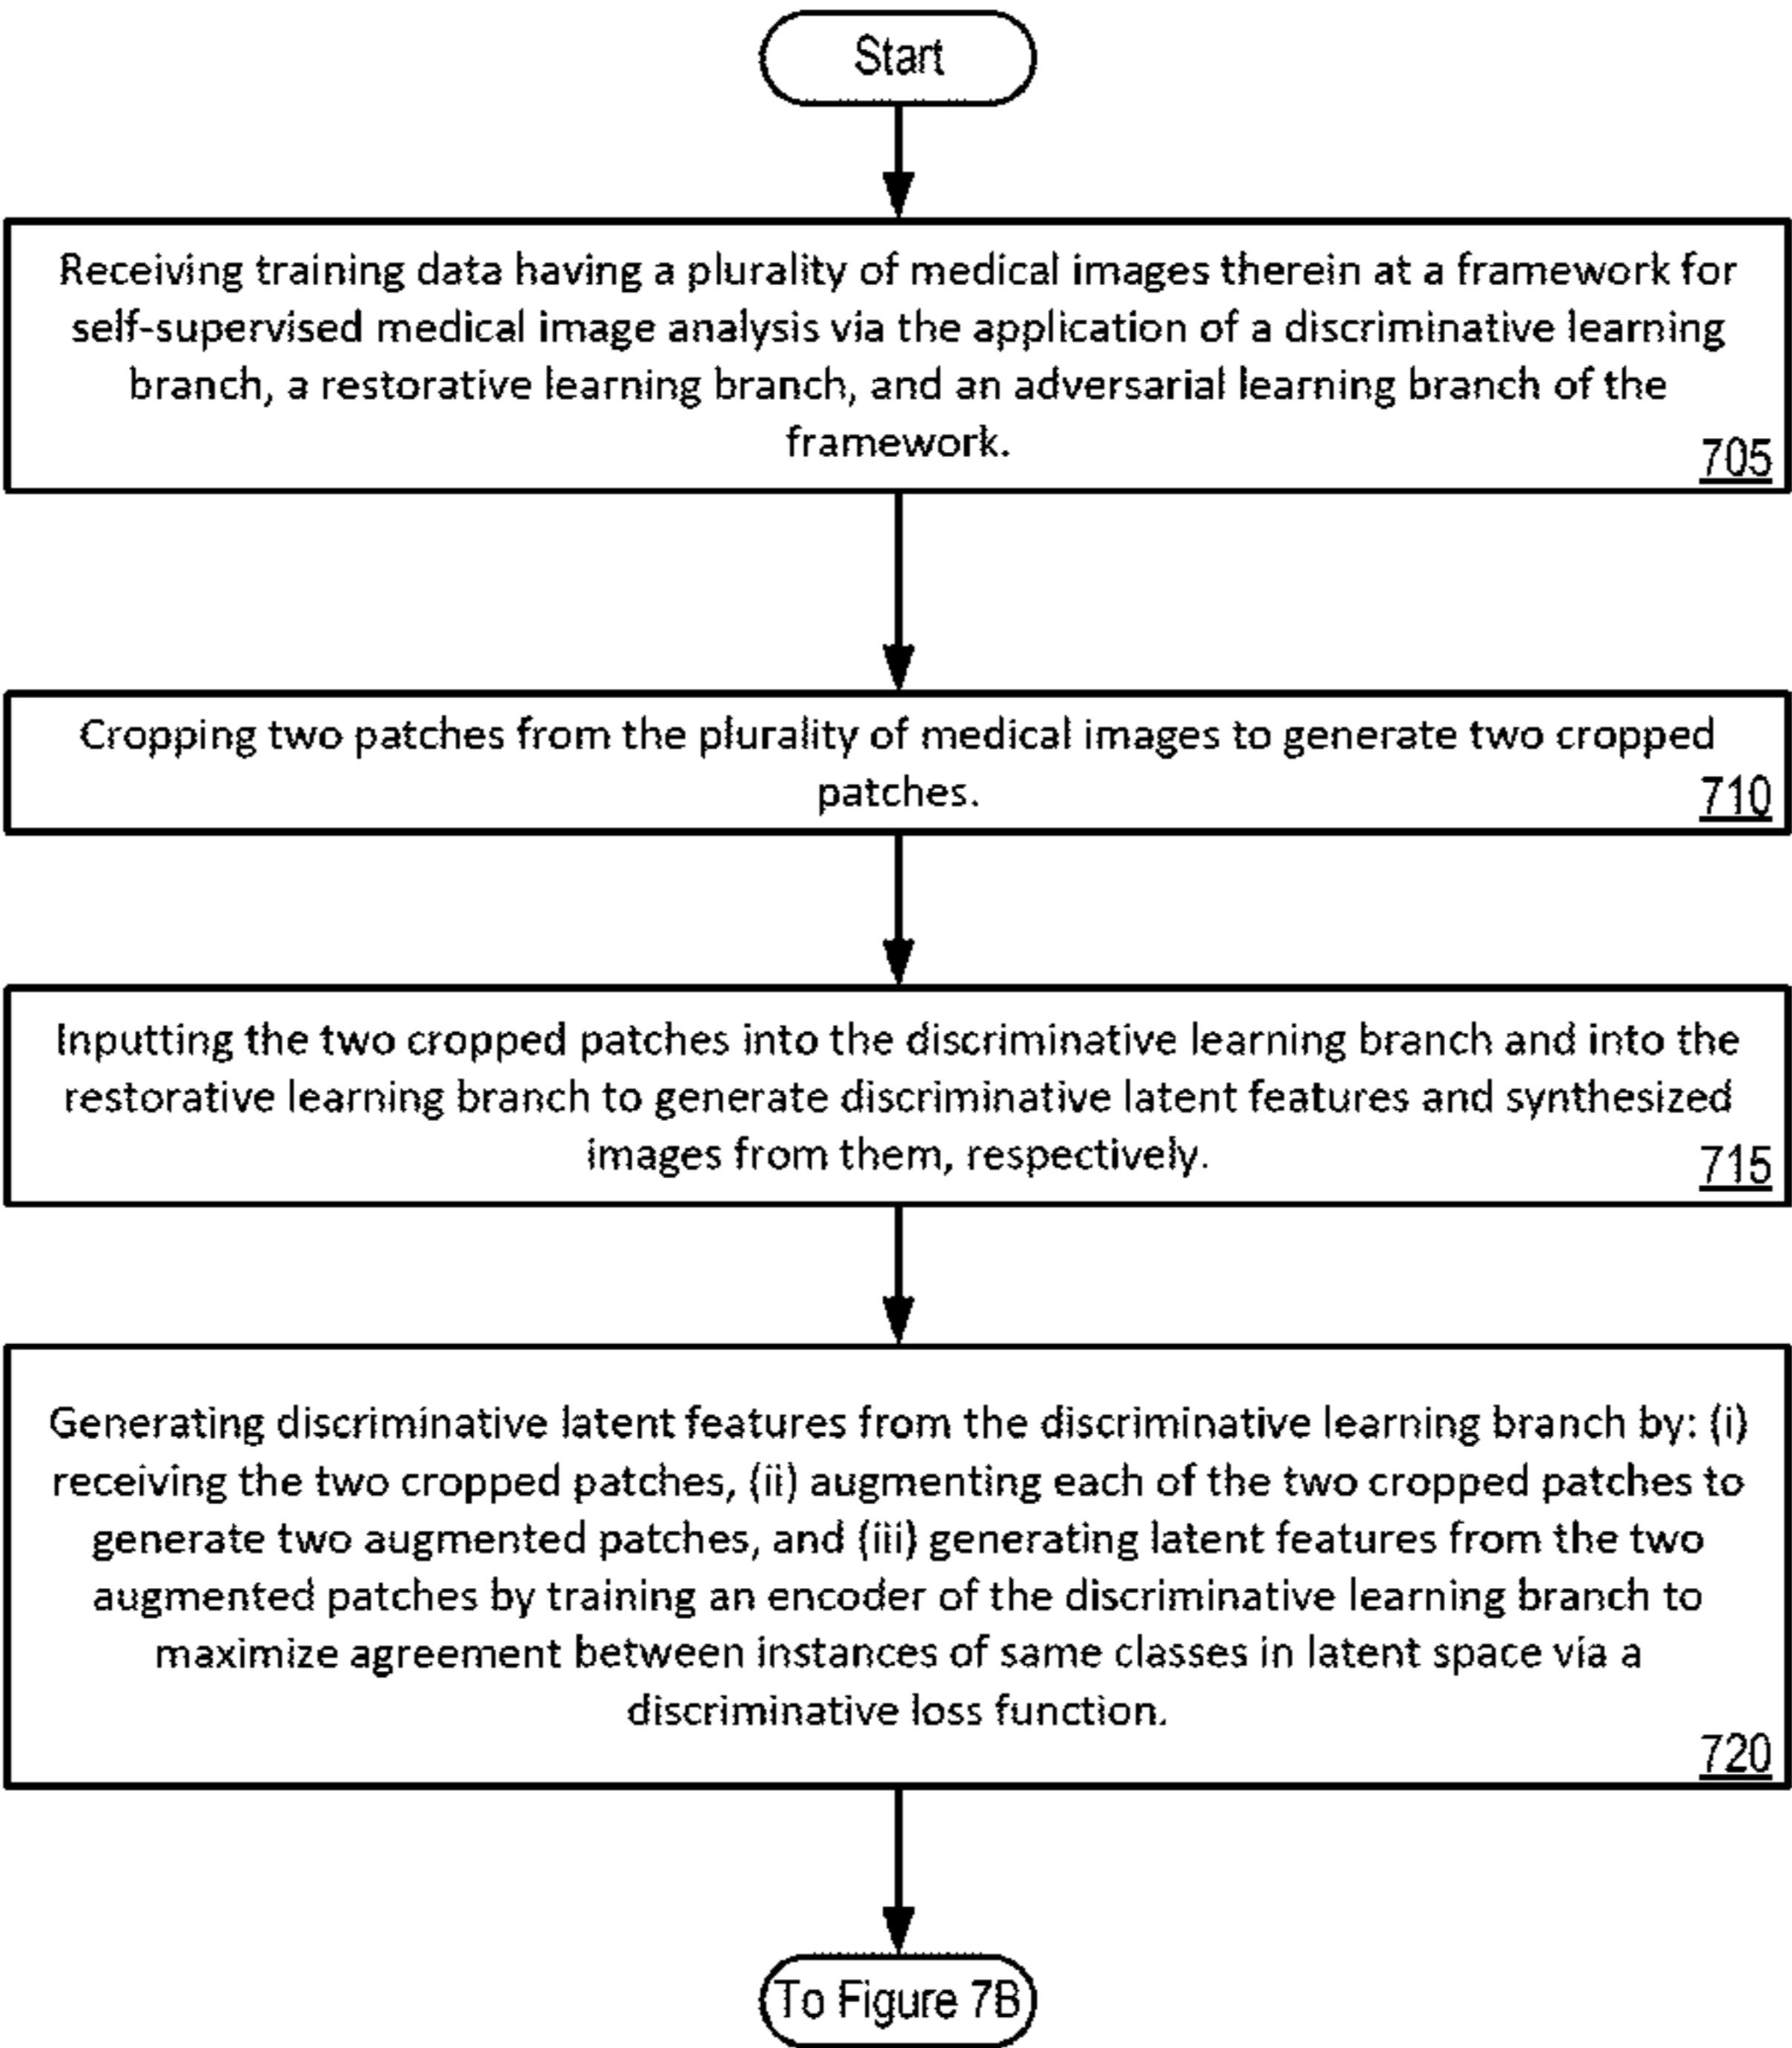 Start
Receiving training data having a plurality of medical images therein at a framework for
self-supervised medical image analysis via the application of a discriminative learning
branch, a restorative learning branch, and an adversarial learning branch of the
framework.
705
Cropping two patches from the plurality of medical images to generate two cropped
patches.
710
Inputting the two cropped patches into the discriminative learning branch and into the
restorative learning branch to generate discriminative latent features and synthesized
images from them, respectively.
715
Generating discriminative latent features from the discriminative learning branch by: (i)
receiving the two cropped patches, (ii) augmenting each of the two cropped patches to
generate two augmented patches, and (iii) generating latent features from the two
augmented patches by training an encoder of the discriminative learning branch to
maximize agreement between instances of same classes in latent space via a
discriminative loss function.
720
To Figure 7B